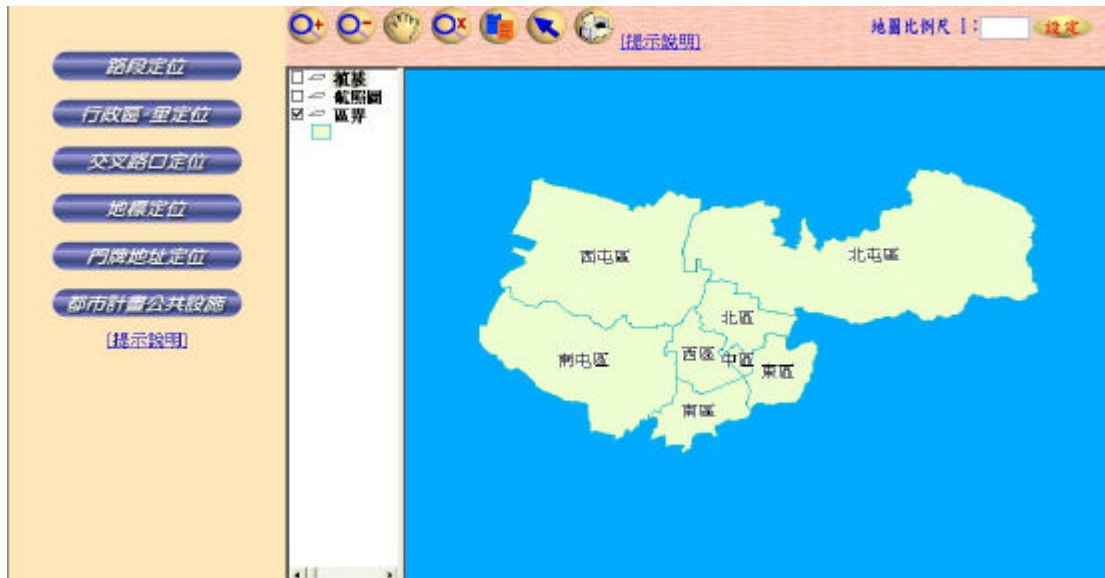 路段定位
行政區‧里定位
交叉路口定位
地標定位
門牌地址定位
都市計畫公共設施
[提示說明]
[提示說明]
地圖比例尺 1:
設定
航照圖
區界
西屯區
北屯區
北區
南屯區
西區
中區
東區
南區